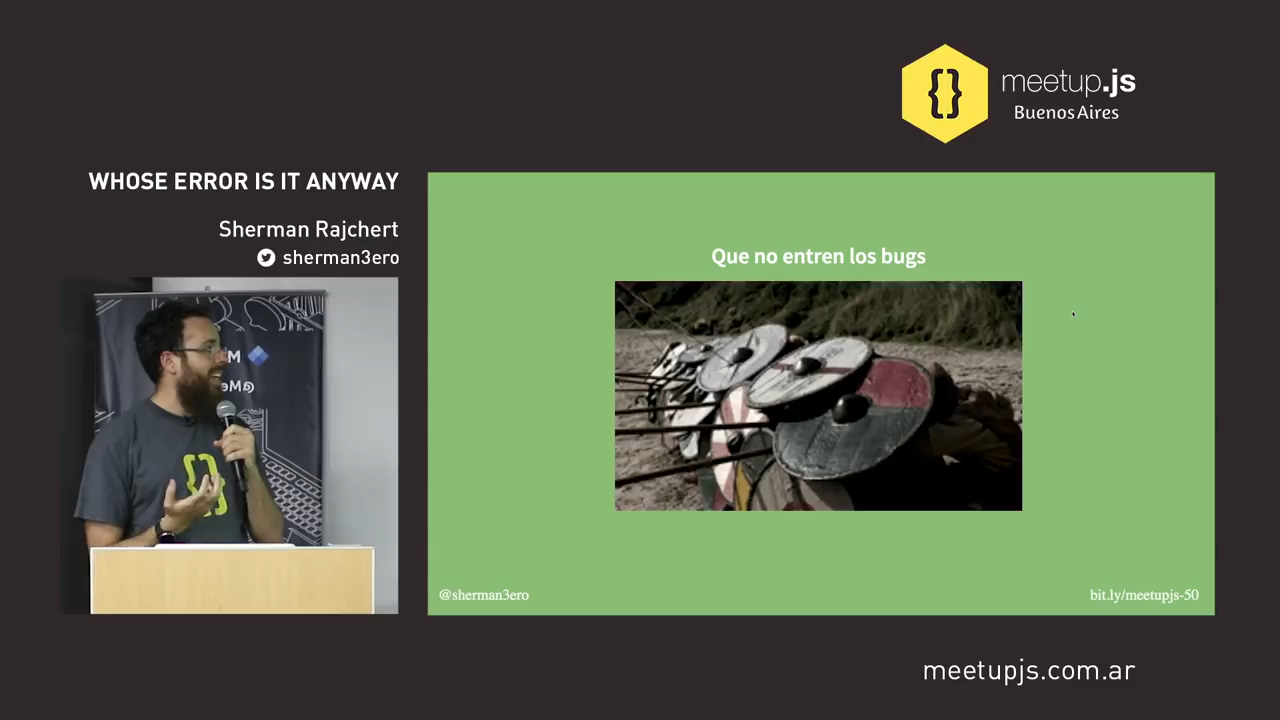 meetup.js
Buenos Aires
WHOSE ERROR IS IT ANYWAY
Sherman Rajchert
sherman3ero
Que no entren los bugs
@sherman3ero
bit.ly/meetupjs-50
meetupjs.com.ar